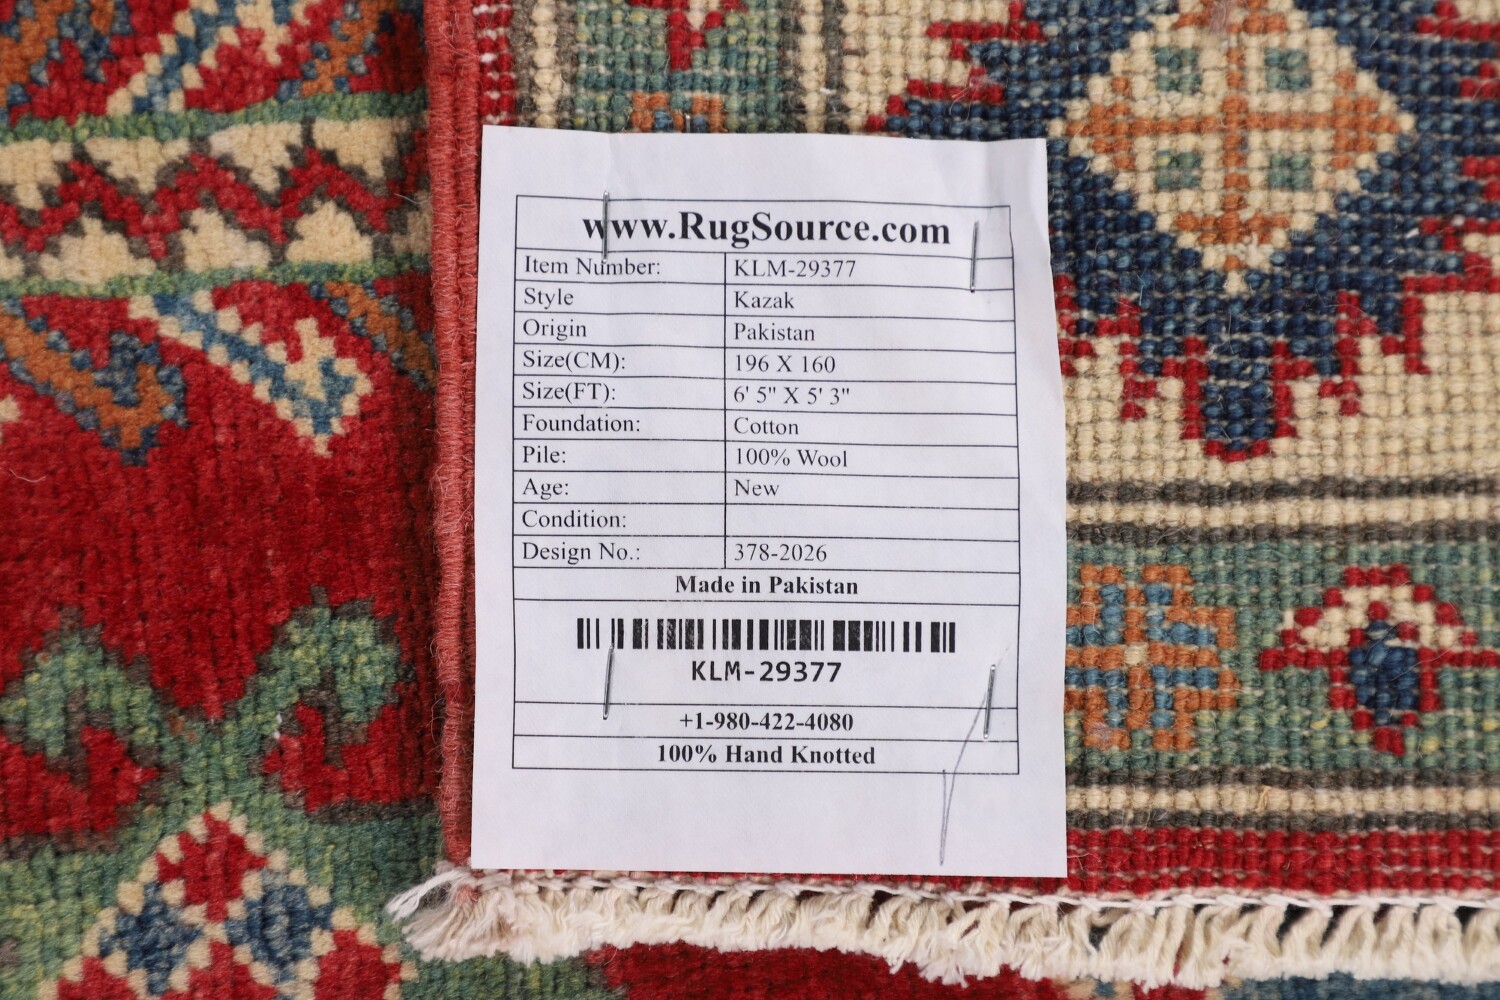 www.RugSource.com
Item Number: KLM-29377
Style Kazak
Origin Pakistan
Size(CM): 196 X 160
Size(FT): 6' 5" X 5' 3"
Foundation: Cotton
Pile: 100% Wool
Age: New
Condition:
Design No.: 378-2026
Made in Pakistan
KLM-29377
+1-980-422-4080
100% Hand Knotted